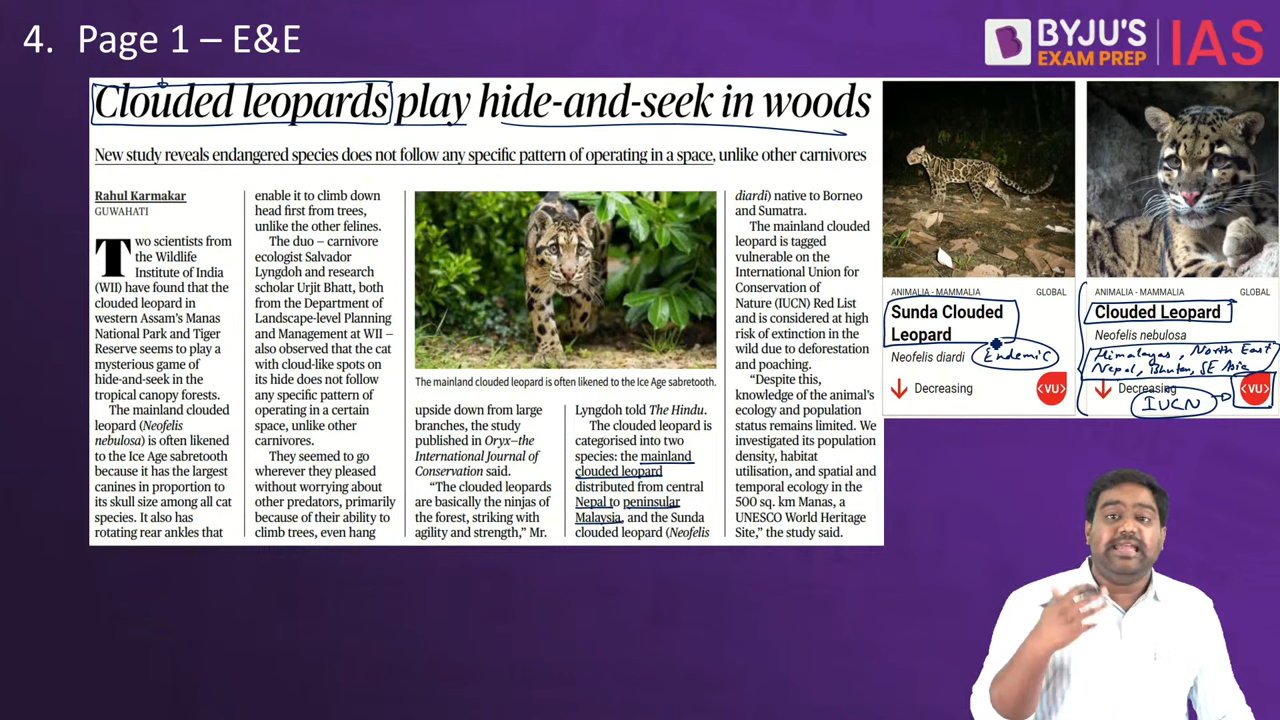 4. Page 1 – E&E
BYJU'S
EXAM PREP
IAS
Clouded leopards play hide-and-seek in woods
New study reveals endangered species does not follow any specific pattern of operating in a space, unlike other carnivores
Rahul Karmakar
GUWAHATI
Two scientists from
the Wildlife
Institute of India
(WII) have found that the
clouded leopard in
western Assam's Manas
National Park and Tiger
Reserve seems to play a
mysterious game of
hide-and-seek in the
tropical canopy forests.
The mainland clouded
leopard (Neofelis
nebulosa) is often likened
to the Ice Age sabretooth
because it has the largest
canines in proportion to
its skull size among all cat
species. It also has
rotating rear ankles that
enable it to climb down
head first from trees,
unlike the other felines.
The duo – carnivore
ecologist Salvador
Lyngdoh and research
scholar Urjit Bhatt, both
from the Department of
Landscape-level Planning
and Management at WII –
also observed that the cat
with cloud-like spots on
its hide does not follow
any specific pattern of
operating in a certain
space, unlike other
carnivores.
They seemed to go
wherever they pleased
without worrying about
other predators, primarily
because of their ability to
climb trees, even hang
The mainland clouded leopard is often likened to the Ice Age sabretooth.
upside down from large
branches, the study
published in Oryx—the
International Journal of
Conservation said.
"The clouded leopards
are basically the ninjas of
the forest, striking with
agility and strength," Mr.
Lyngdoh told The Hindu.
The clouded leopard is
categorised into two
species: the mainland
clouded leopard
distributed from central
Nepal to peninsular
Malaysia, and the Sunda
clouded leopard (Neofelis
diardi) native to Borneo
and Sumatra.
The mainland clouded
leopard is tagged
vulnerable on the
International Union for
Conservation of
Nature (IUCN) Red List
and is considered at high
risk of extinction in the
wild due to deforestation
and poaching.
"Despite this,
knowledge of the animal's
ecology and population
status remains limited. We
investigated its population
density, habitat
utilisation, and spatial and
temporal ecology in the
500 sq. km Manas, a
UNESCO World Heritage
Site," the study said.
ANIMALIA - MAMMALIA GLOBAL
Sunda Clouded
Leopard
Neofelis diardi Endemic
Decreasing <VU>
ANIMALIA - MAMMALIA GLOBAL
Clouded Leopard
Neofelis nebulosa
Himalayas, North East
Nepal, Bhutan, SE Asia
Decreasing <VU>
IUCN